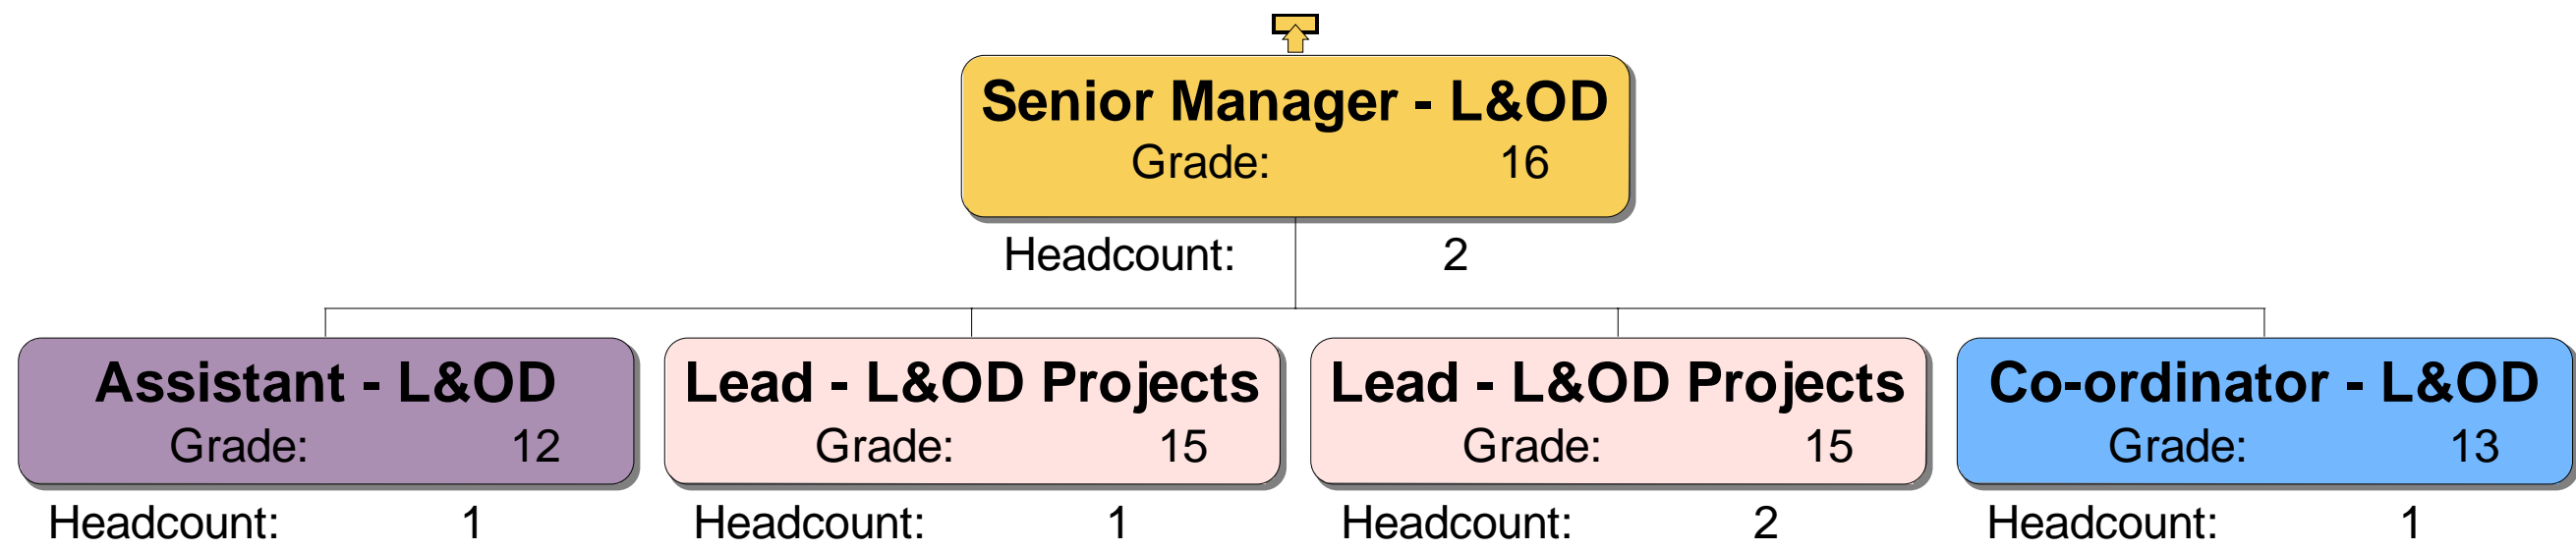 Senior Manager - L&OD
Grade: 16
Headcount: 2
Assistant - L&OD
Grade: 12
Headcount: 1
Lead - L&OD Projects
Grade: 15
Headcount: 1
Lead - L&OD Projects
Grade: 15
Headcount: 2
Co-ordinator - L&OD
Grade: 13
Headcount: 1